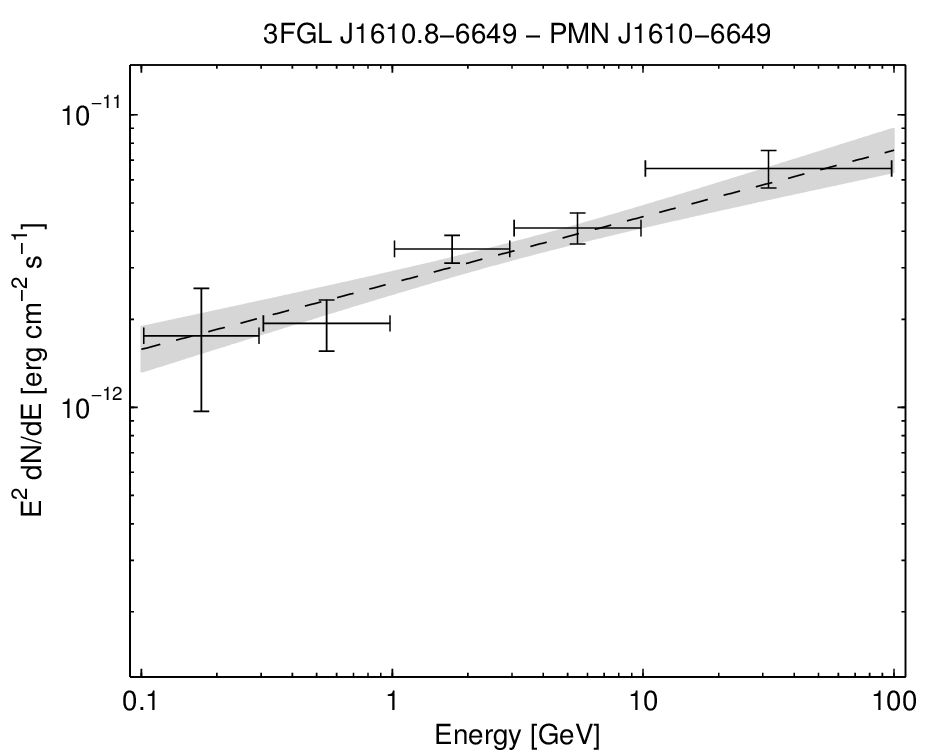 3FGL J1610.8−6649 − PMN J1610−6649
10⁻¹¹
10⁻¹²
E² dN/dE [erg cm⁻² s⁻¹]
0.1 1 10 100
Energy [GeV]